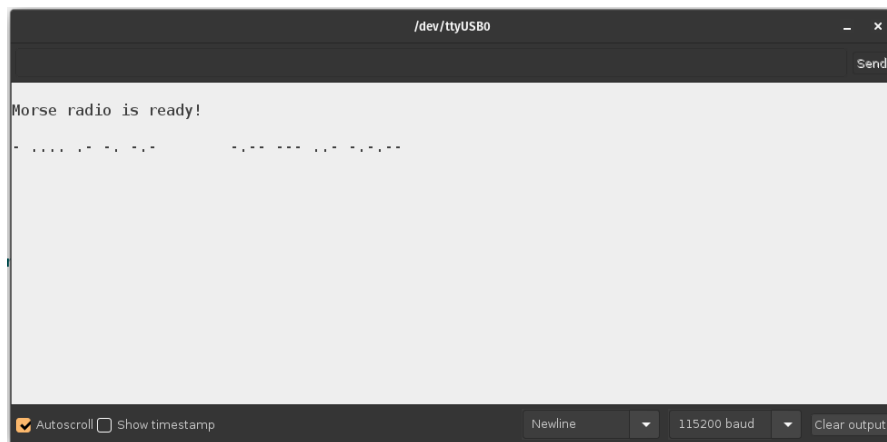 /dev/ttyUSB0
Send
Morse radio is ready!
- .... .- -. -.-        -.-- --- ..- -.-.--
Autoscroll Show timestamp Newline 115200 baud Clear output